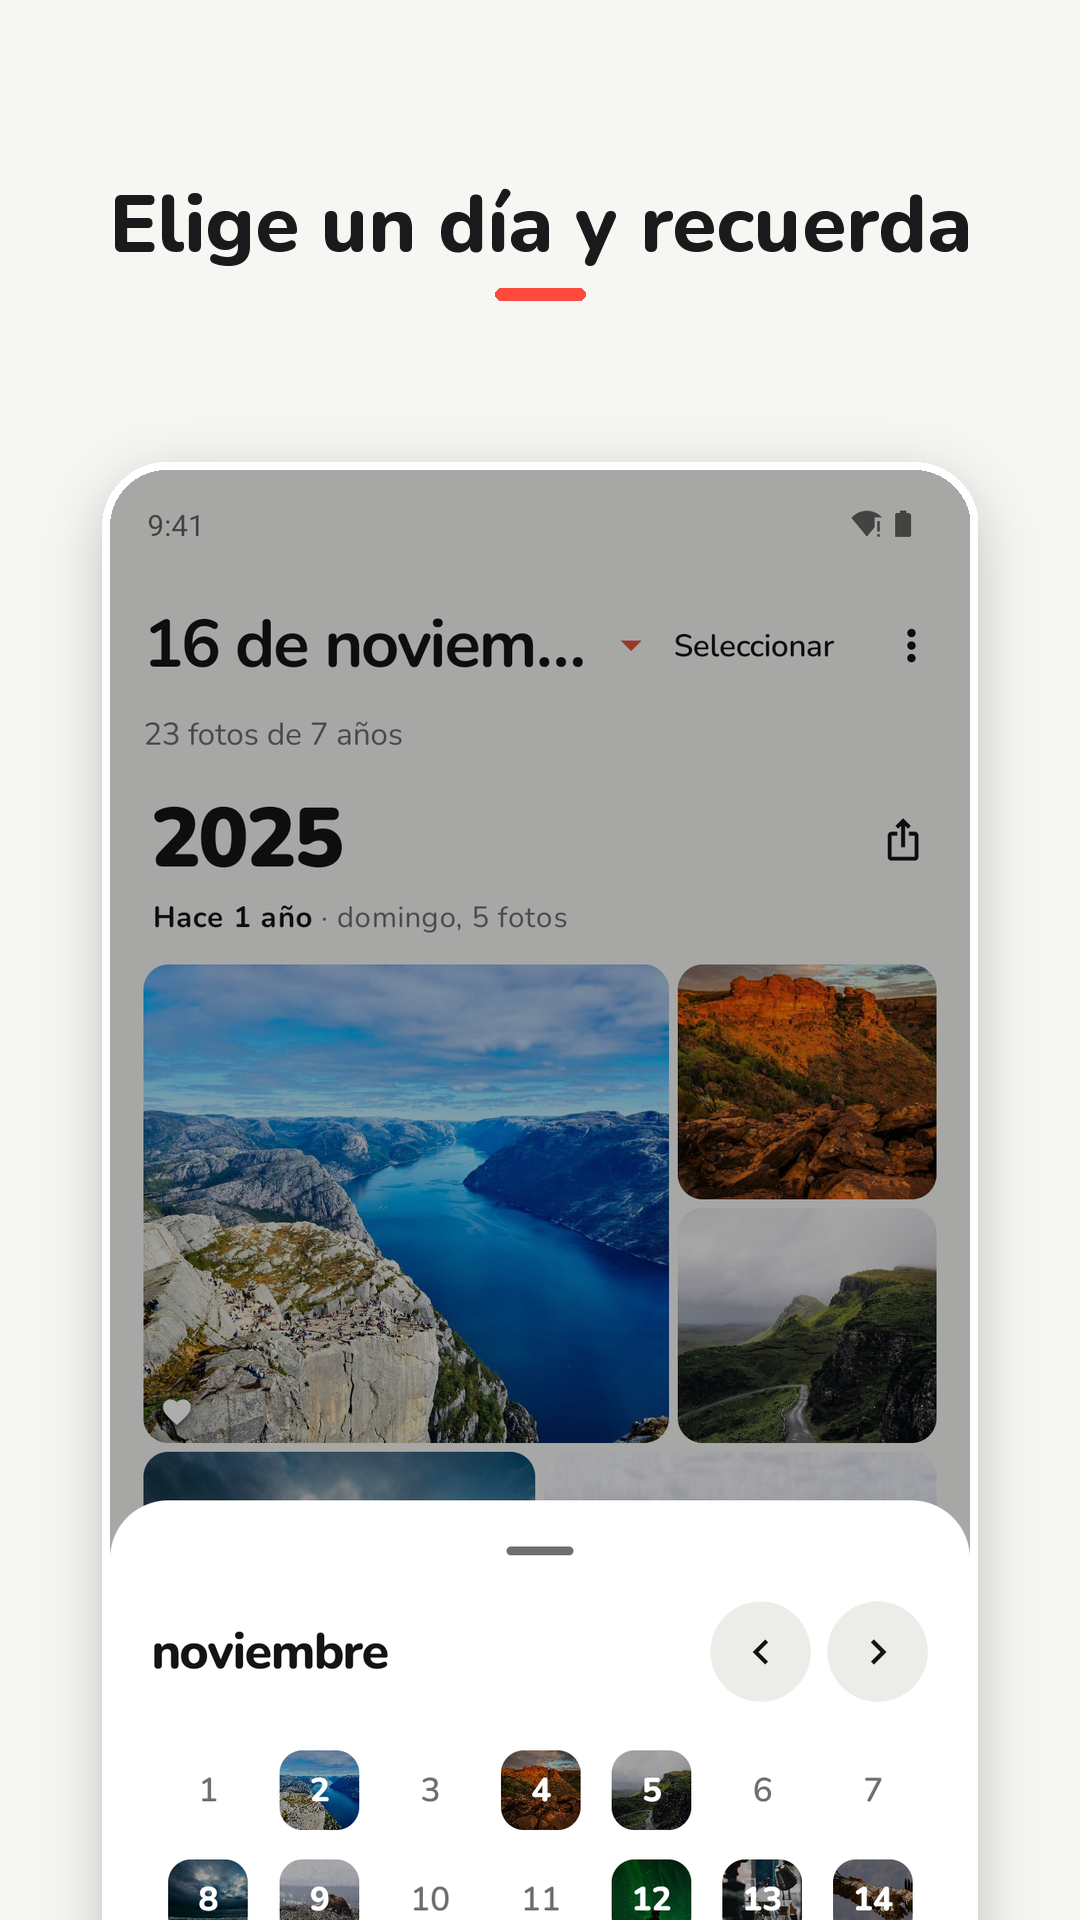 Elige un día y recuerda
9:41
16 de noviem...
Seleccionar
23 fotos de 7 años
2025
Hace 1 año · domingo, 5 fotos
noviembre
1 2 3 4 5 6 7
8 9 10 11 12 13 14